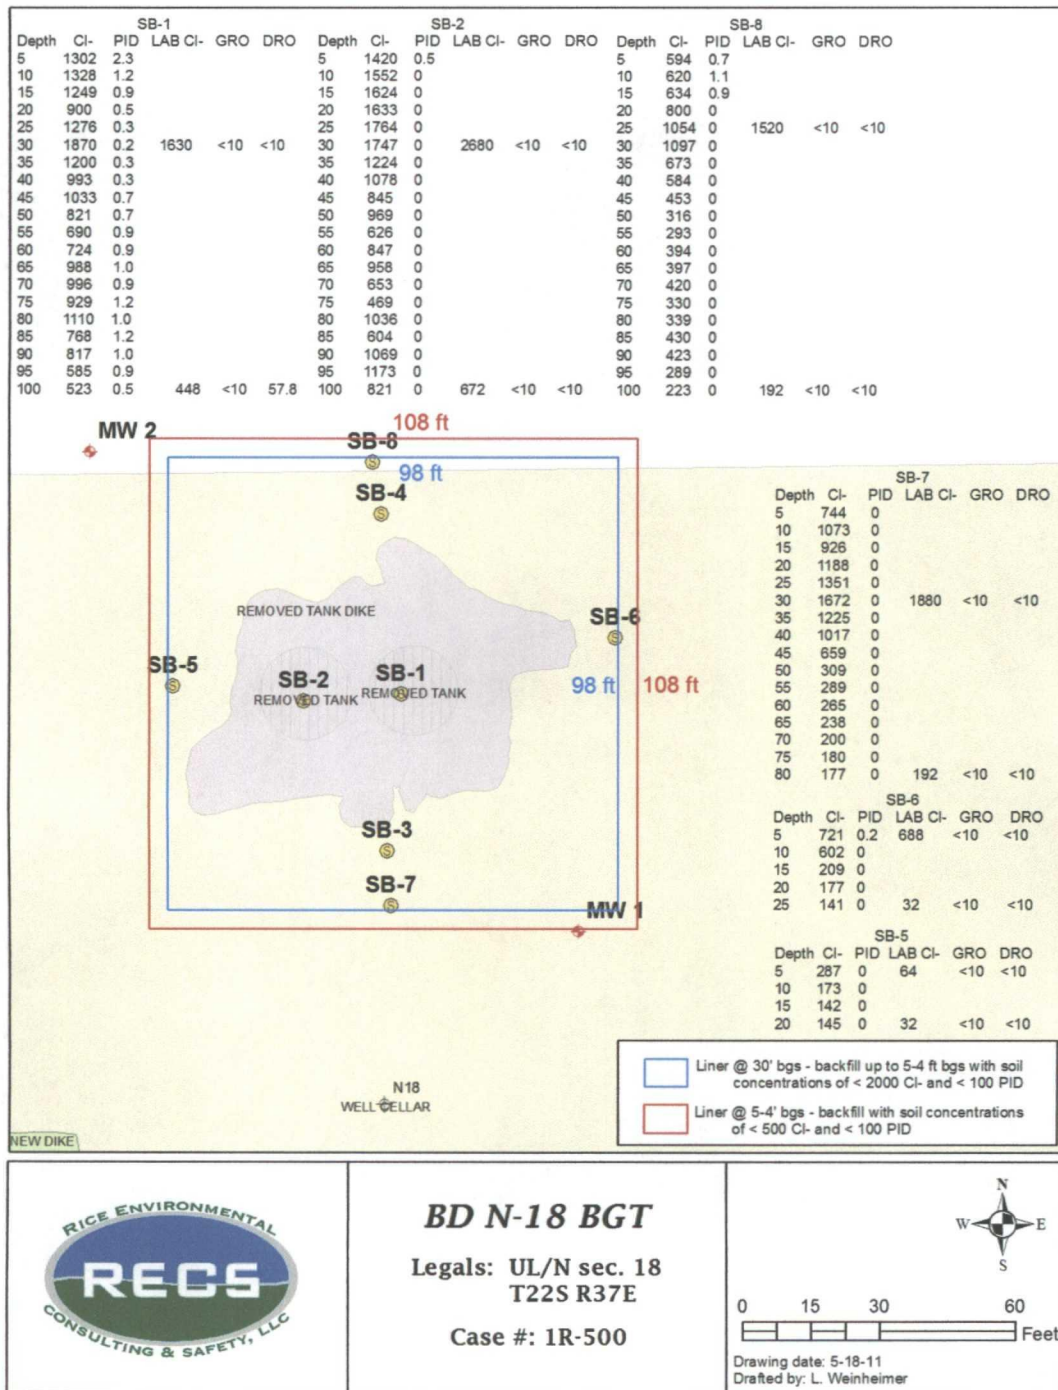 SB-1
Depth Cl- PID LAB Cl- GRO DRO
5 1302 2.3
10 1328 1.2
15 1249 0.9
20 900 0.5
25 1276 0.3
30 1870 0.2 1630 <10 <10
35 1200 0.3
40 993 0.3
45 1033 0.7
50 821 0.7
55 690 0.9
60 724 0.9
65 988 1.0
70 996 0.9
75 929 1.2
80 1110 1.0
85 768 1.2
90 817 1.0
95 585 0.9
100 523 0.5 448 <10 57.8
SB-2
Depth Cl- PID LAB Cl- GRO DRO
5 1420 0.5
10 1552 0
15 1624 0
20 1633 0
25 1764 0
30 1747 0 2680 <10 <10
35 1224 0
40 1078 0
45 845 0
50 969 0
55 626 0
60 847 0
65 958 0
70 653 0
75 469 0
80 1036 0
85 604 0
90 1069 0
95 1173 0
100 821 0 672 <10 <10
SB-8
Depth Cl- PID LAB Cl- GRO DRO
5 594 0.7
10 620 1.1
15 634 0.9
20 800 0
25 1054 0 1520 <10 <10
30 1097 0
35 673 0
40 584 0
45 453 0
50 316 0
55 293 0
60 394 0
65 397 0
70 420 0
75 330 0
80 339 0
85 430 0
90 423 0
95 289 0
100 223 0 192 <10 <10
108 ft
MW 2
SB-8
98 ft
SB-4
REMOVED TANK DIKE
SB-6
SB-5
SB-2
SB-1
REMOVED TANK
REMOVED TANK
98 ft
108 ft
SB-3
SB-7
MW 1
N18
WELL CELLAR
NEW DIKE
SB-7
Depth Cl- PID LAB Cl- GRO DRO
5 744 0
10 1073 0
15 926 0
20 1188 0
25 1351 0
30 1672 0 1880 <10 <10
35 1225 0
40 1017 0
45 659 0
50 309 0
55 289 0
60 265 0
65 238 0
70 200 0
75 180 0
80 177 0 192 <10 <10
SB-6
Depth Cl- PID LAB Cl- GRO DRO
5 721 0.2 688 <10 <10
10 602 0
15 209 0
20 177 0
25 141 0 32 <10 <10
SB-5
Depth Cl- PID LAB Cl- GRO DRO
5 287 0 64 <10 <10
10 173 0
15 142 0
20 145 0 32 <10 <10
Liner @ 30' bgs - backfill up to 5-4 ft bgs with soil
concentrations of < 2000 Cl- and < 100 PID
Liner @ 5-4' bgs - backfill with soil concentrations
of < 500 Cl- and < 100 PID
RICE ENVIRONMENTAL
RECS
CONSULTING & SAFETY, LLC
BD N-18 BGT
Legals: UL/N sec. 18
T22S R37E
Case #: 1R-500
N
W E
S
0 15 30 60
Feet
Drawing date: 5-18-11
Drafted by: L. Weinheimer